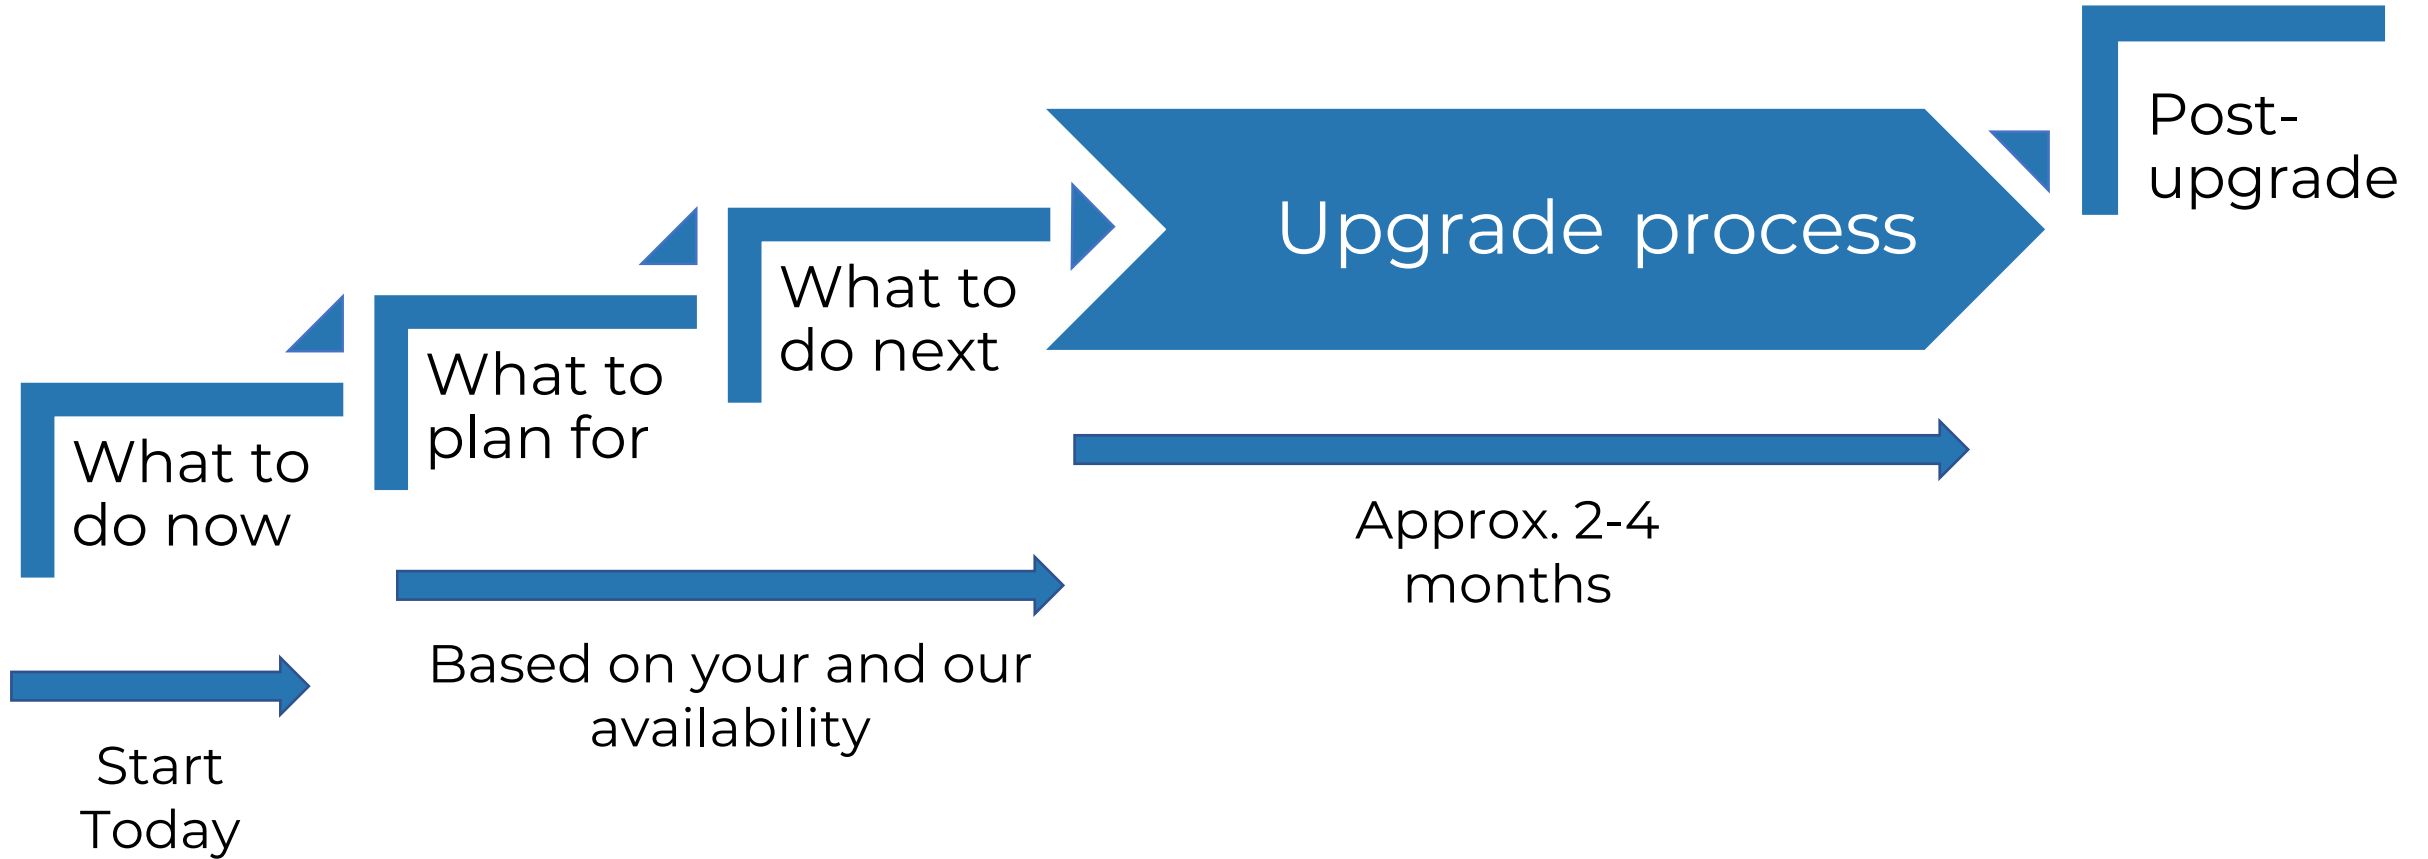 What to
do now
What to
plan for
What to
do next
Upgrade process
Post-
upgrade
Start
Today
Based on your and our
availability
Approx. 2-4
months